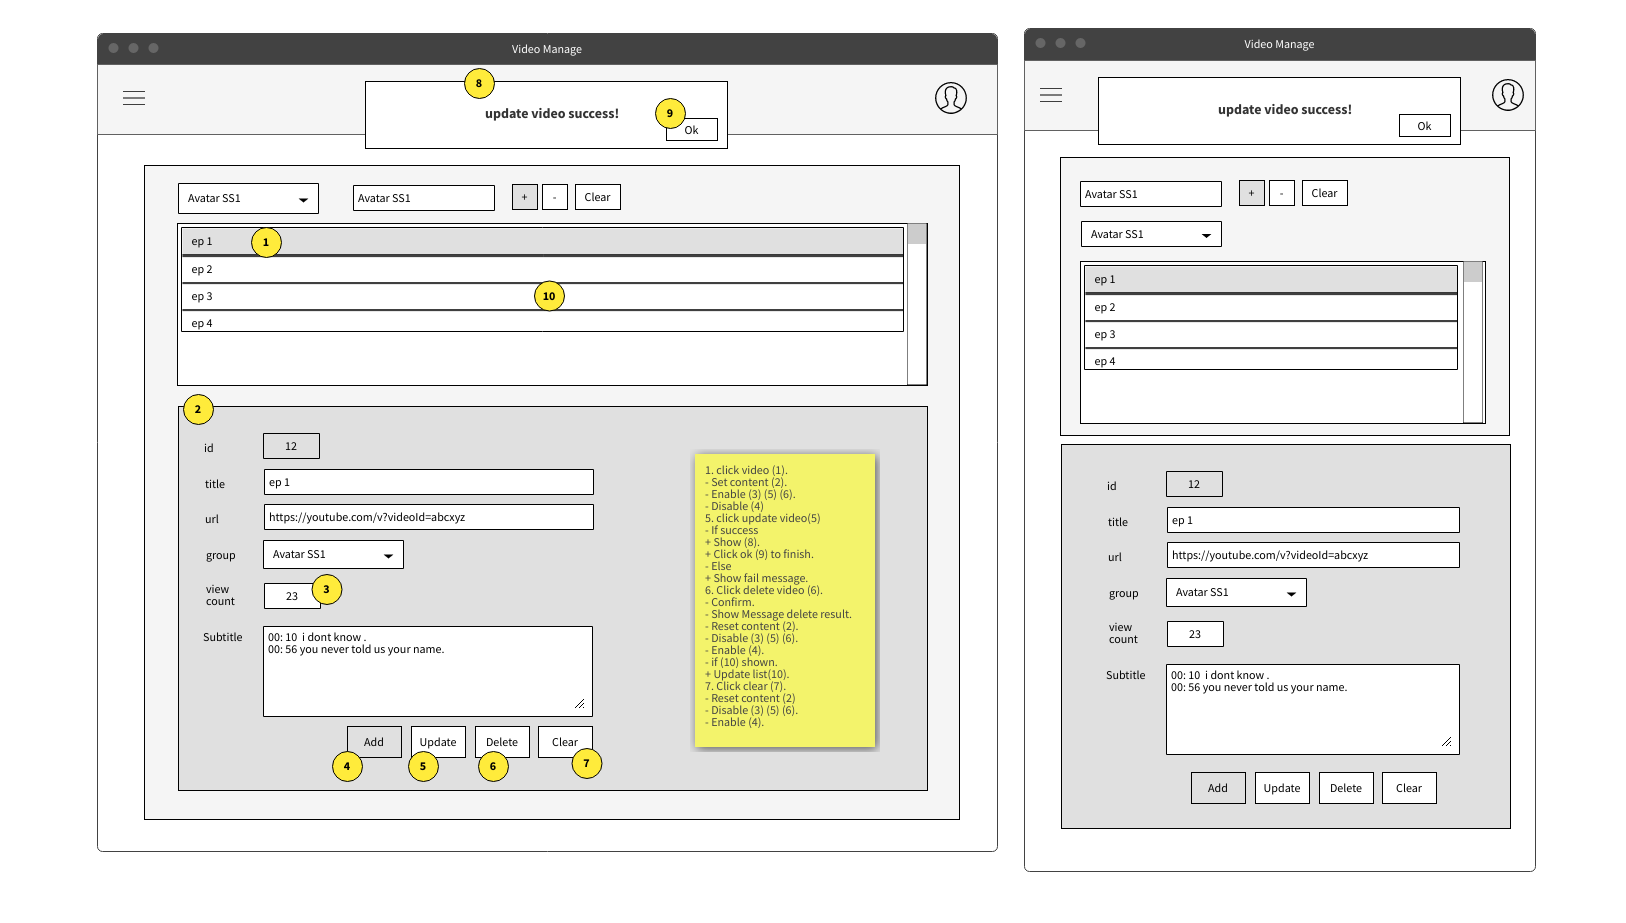 Video Manage
8
update video success!
9
Ok
Avatar SS1
Avatar SS1
+
-
Clear
ep 1
1
ep 2
ep 3
10
ep 4
2
id
12
title
ep 1
url
https://youtube.com/v?videoId=abcxyz
group
Avatar SS1
view
count
23
3
Subtitle
00: 10  i dont know .
00: 56 you never told us your name.
Add
Update
Delete
Clear
4
5
6
7
1. click video (1).
- Set content (2).
- Enable (3) (5) (6).
- Disable (4)
5. click update video(5)
- If success
+ Show (8).
+ Click ok (9) to finish.
- Else
+ Show fail message.
6. Click delete video (6).
- Confirm.
- Show Message delete result.
- Reset content (2).
- Disable (3) (5) (6).
- Enable (4).
- if (10) shown.
+ Update list(10).
7. Click clear (7).
- Reset content (2)
- Disable (3) (5) (6).
- Enable (4).
Video Manage
update video success!
Ok
Avatar SS1
+
-
Clear
Avatar SS1
ep 1
ep 2
ep 3
ep 4
id
12
title
ep 1
url
https://youtube.com/v?videoId=abcxyz
group
Avatar SS1
view
count
23
Subtitle
00: 10  i dont know .
00: 56 you never told us your name.
Add
Update
Delete
Clear